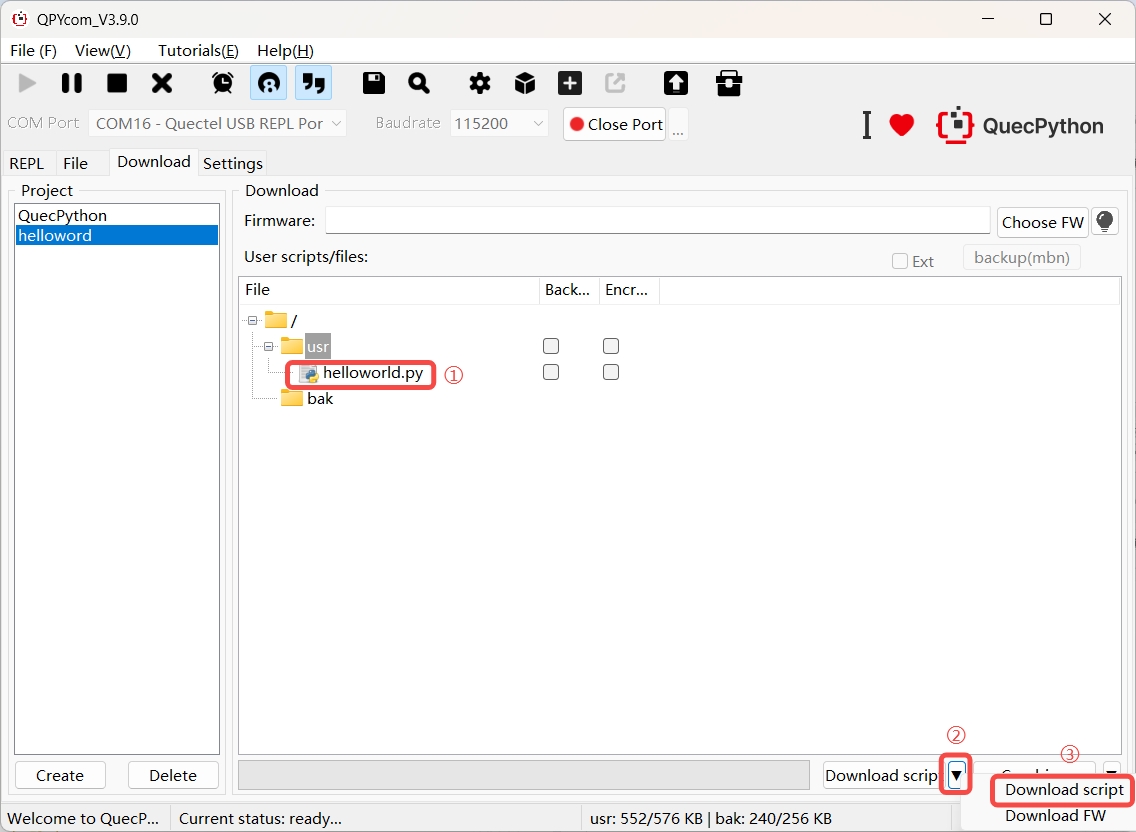 QPYcom_V3.9.0
File (F) View(V) Tutorials(E) Help(H)
COM Port COM16 - Quectel USB REPL Por Baudrate 115200 Close Port ... I QuecPython
REPL File Download Settings
Project
QuecPython
helloword
Create Delete
Download
Firmware: Choose FW
User scripts/files: Ext backup(mbn)
File Back... Encr...
/
usr
helloworld.py ①
bak
②
③
Download scrip ▼
Download script
Download FW
Welcome to QuecP... Current status: ready... usr: 552/576 KB | bak: 240/256 KB